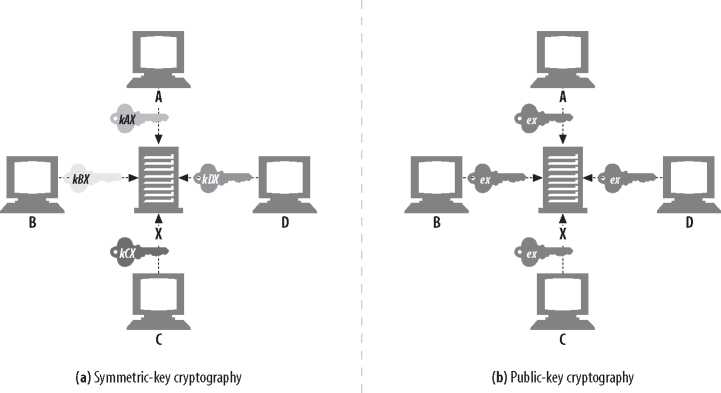 A
kAX
B
kBX
kDX
D
X
kCX
C
(a) Symmetric-key cryptography
A
ex
B
ex
ex
D
X
ex
C
(b) Public-key cryptography